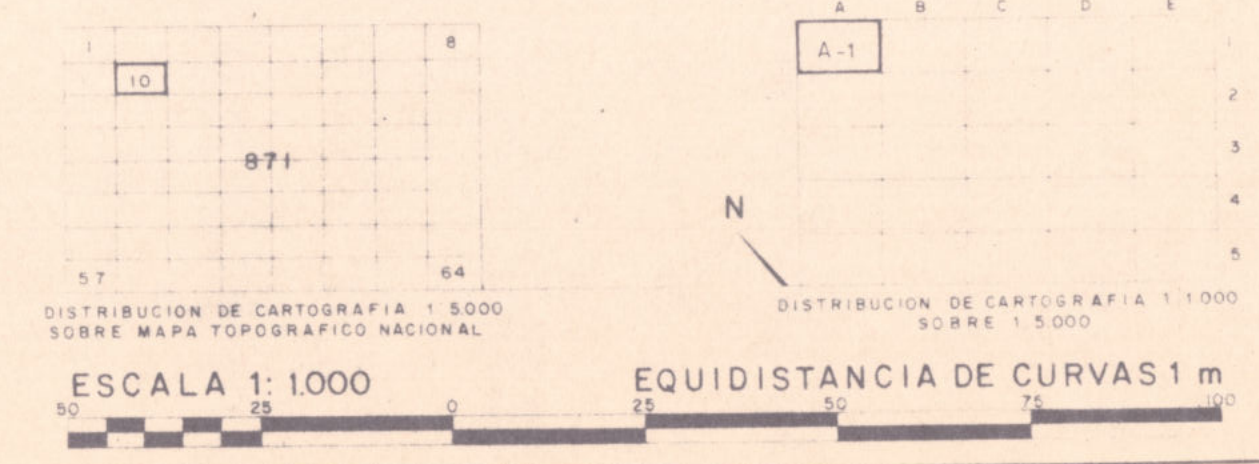 1 8
10
871
57 64
DISTRIBUCION DE CARTOGRAFIA 1:5.000
SOBRE MAPA TOPOGRAFICO NACIONAL
A B C D E
A-1
1
2
3
4
5
N
DISTRIBUCION DE CARTOGRAFIA 1:1.000
SOBRE 1:5.000
ESCALA 1: 1.000
EQUIDISTANCIA DE CURVAS 1 m
50 25 0 25 50 75 100